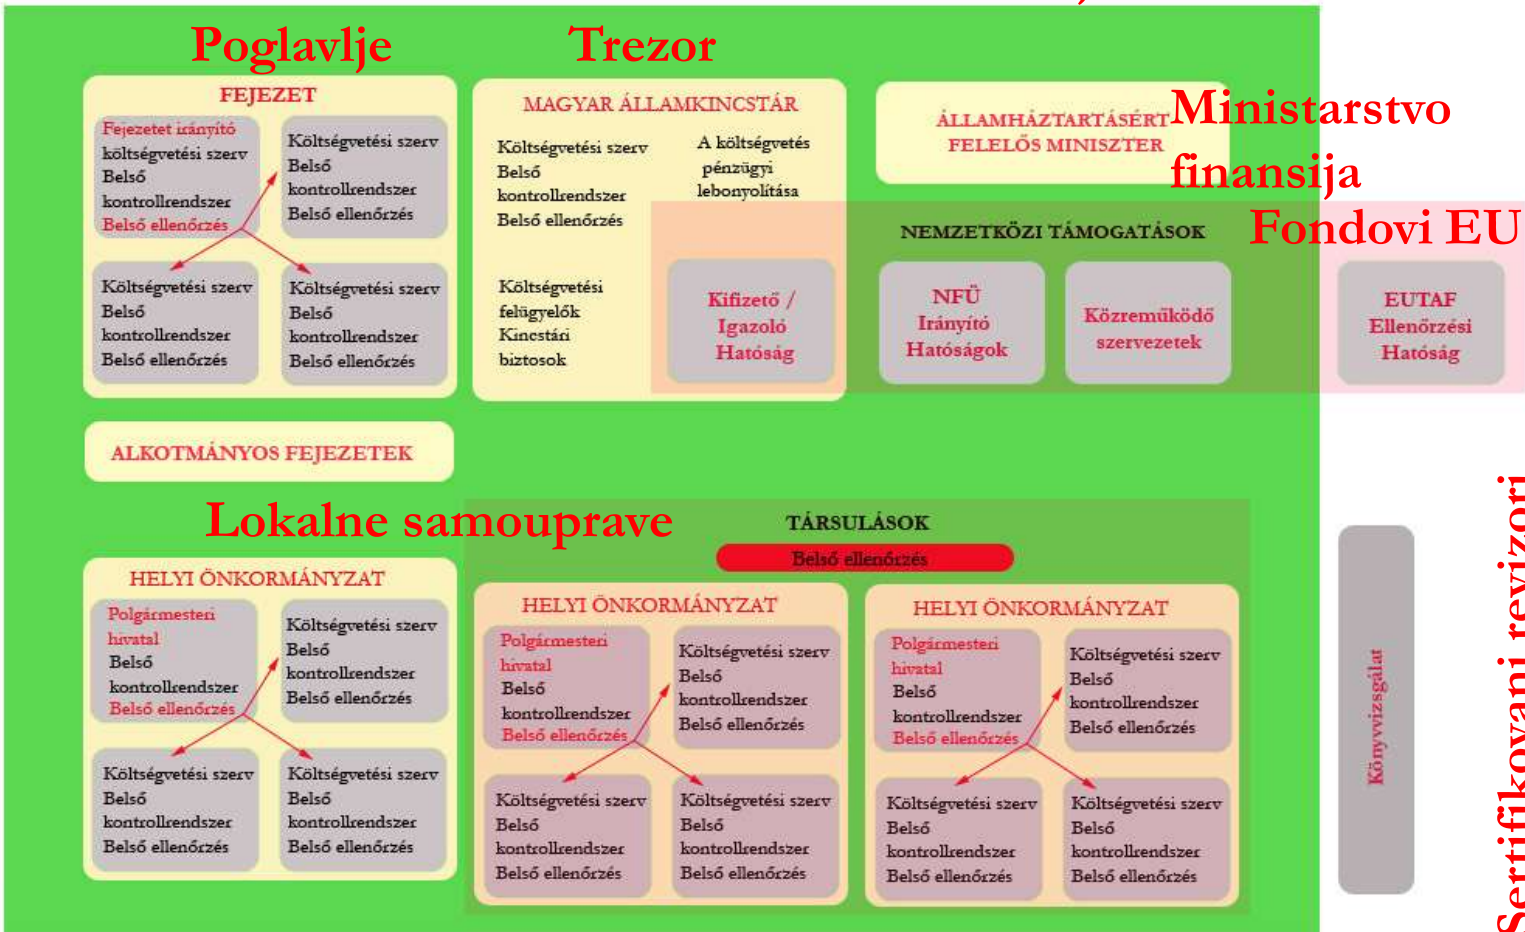 Poglavlje
Trezor
FEJEZET
Fejezetet irányító
költségvetési szerv
Belső
kontrollrendszer
Belső ellenőrzés
Költségvetési szerv
Belső
kontrollrendszer
Belső ellenőrzés
Költségvetési szerv
Belső
kontrollrendszer
Belső ellenőrzés
Költségvetési szerv
Belső
kontrollrendszer
Belső ellenőrzés
MAGYAR ÁLLAMKINCSTÁR
Költségvetési szerv
Belső
kontrollrendszer
Belső ellenőrzés
A költségvetés
pénzügyi
lebonyolítása
Költségvetési
felügyelők
Kincstári
biztosok
Kifizető /
Igazoló
Hatóság
ÁLLAMHÁZTARTÁSÉRT
FELELŐS MINISZTER
Ministarstvo
finansija
NEMZETKÖZI TÁMOGATÁSOK
Fondovi EU
NFÜ
Irányító
Hatóságok
Közreműködő
szervezetek
EUTAF
Ellenőrzési
Hatóság
ALKOTMÁNYOS FEJEZETEK
Lokalne samouprave
TÁRSULÁSOK
Belső ellenőrzés
HELYI ÖNKORMÁNYZAT
Polgármesteri
hivatal
Belső
kontrollrendszer
Belső ellenőrzés
Költségvetési szerv
Belső
kontrollrendszer
Belső ellenőrzés
Költségvetési szerv
Belső
kontrollrendszer
Belső ellenőrzés
Költségvetési szerv
Belső
kontrollrendszer
Belső ellenőrzés
HELYI ÖNKORMÁNYZAT
Polgármesteri
hivatal
Belső
kontrollrendszer
Belső ellenőrzés
Költségvetési szerv
Belső
kontrollrendszer
Belső ellenőrzés
Költségvetési szerv
Belső
kontrollrendszer
Belső ellenőrzés
Költségvetési szerv
Belső
kontrollrendszer
Belső ellenőrzés
HELYI ÖNKORMÁNYZAT
Polgármesteri
hivatal
Belső
kontrollrendszer
Belső ellenőrzés
Költségvetési szerv
Belső
kontrollrendszer
Belső ellenőrzés
Költségvetési szerv
Belső
kontrollrendszer
Belső ellenőrzés
Költségvetési szerv
Belső
kontrollrendszer
Belső ellenőrzés
Könyvvizsgálat
Sertifikovani revizori